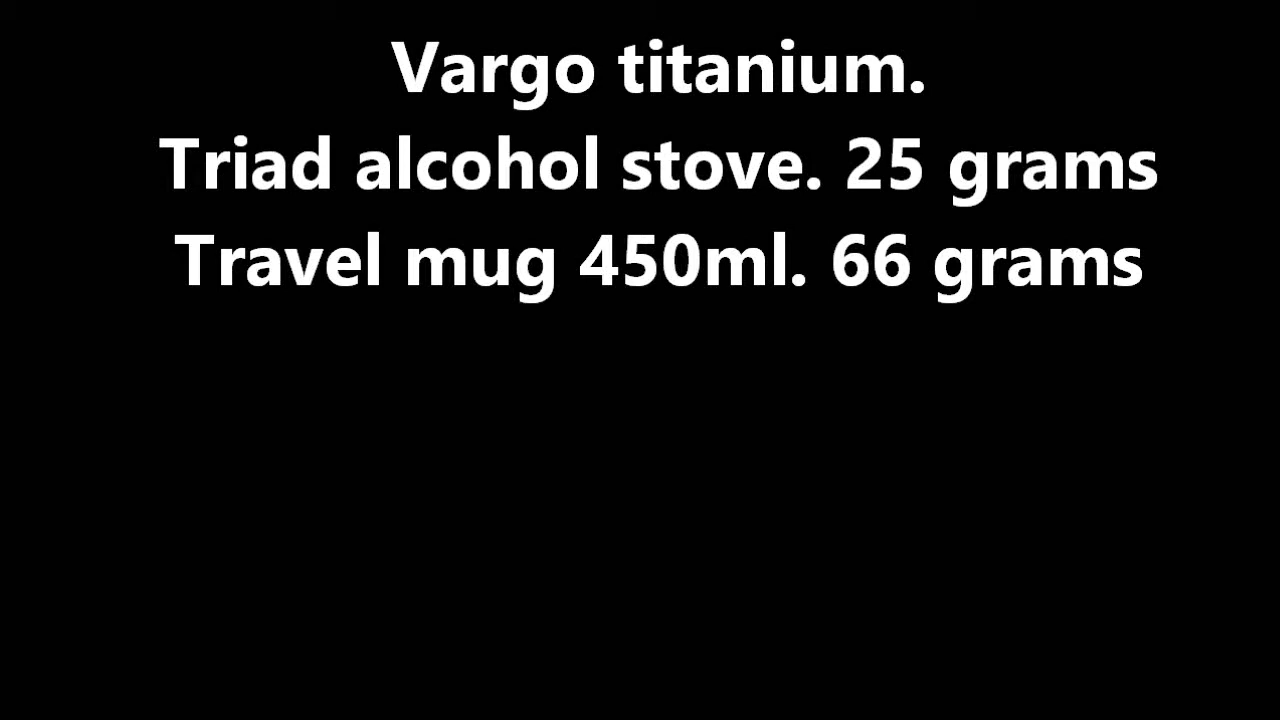 Vargo titanium.
Triad alcohol stove. 25 grams
Travel mug 450ml. 66 grams